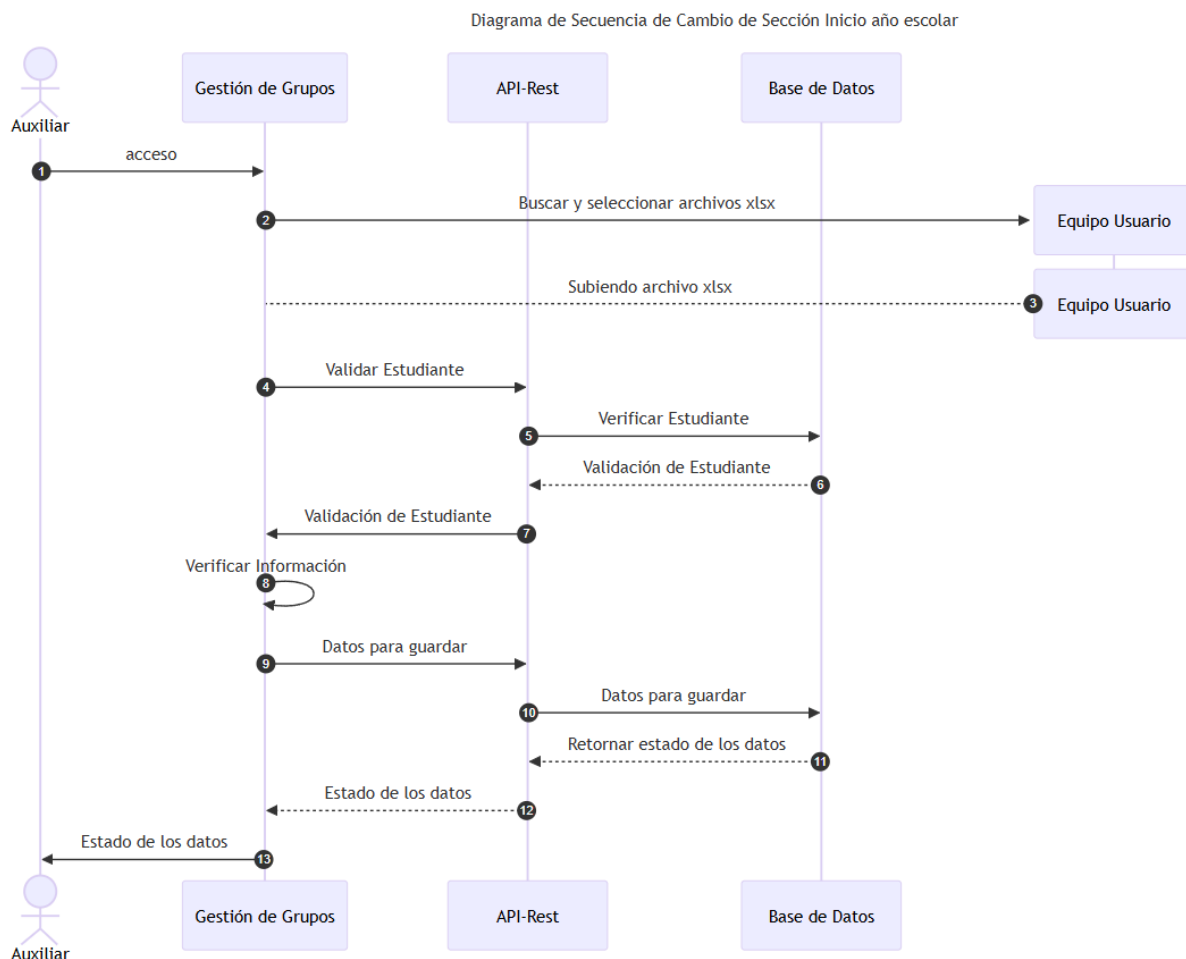 Diagrama de Secuencia de Cambio de Sección Inicio año escolar
Auxiliar
Gestión de Grupos
API-Rest
Base de Datos
1
acceso
2
Buscar y seleccionar archivos xlsx
Equipo Usuario
Subiendo archivo xlsx
3
Equipo Usuario
4
Validar Estudiante
5
Verificar Estudiante
Validación de Estudiante
6
Validación de Estudiante
7
Verificar Información
8
9
Datos para guardar
10
Datos para guardar
Retornar estado de los datos
11
Estado de los datos
12
Estado de los datos
13
Gestión de Grupos
API-Rest
Base de Datos
Auxiliar